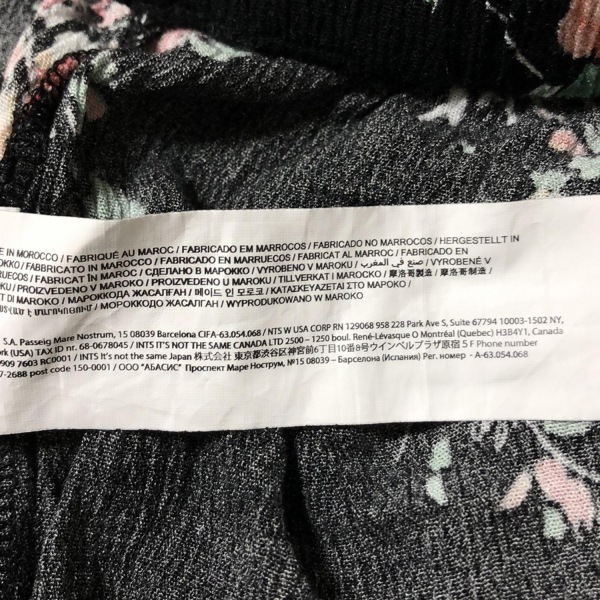 IN MOROCCO / FABRIQUÉ AU MAROC / FABRICADO EM MARROCOS / FABRICADO NO MARROCOS / HERGESTELLT IN
/ FABBRICATO IN MAROCCO / FABRICADO EN MARRUECOS / FABRICAT AL MARROC / FABRICADO EN
/ FABRICAT ÎN MAROC / СДЕЛАНО В МАРОККО / VYROBENO V MAROKU / صنع في المغرب / VYROBENÉ V
/ PROIZVEDENO U MAROKU / PROIZVEDENO U MAROKU / TILLVERKAT I MAROCKO / 摩洛哥製造 / 摩洛哥制造 /
DI MAROKO / МАРОККОДА ЖАСАЛҒАН / 메이드 인 모로코 / ΚΑΤΑΣΚΕΥΑΖΕΤΑΙ ΣΤΟ ΜΑΡΟΚΟ /
/ МАРОККОДО ЖАСАЛГАН / WYPRODUKOWANO W MAROKO
S.A. Passeig Mare Nostrum, 15 08039 Barcelona CIFA-63.054.068 / NTS W USA CORP RN 129068 958 228 Park Ave S, Suite 67794 10003-1502 NY,
(USA) TAX ID nr. 68-0678045 / INTS IT'S NOT THE SAME CANADA LTD 2500 – 1250 boul. René-Lévesque O Montréal (Quebec) H3B4Y1, Canada
909 7603 RC0001 / INTS It's not the same Japan 株式会社 東京都渋谷区神宮前6丁目10番8号ウインベルプラザ原宿 5 F Phone number
7-2688 post code 150-0001 / ООО "АБАСИС" Проспект Маре Нострум, №15 08039 – Барселона (Испания) Рег. номер - A-63.054.068